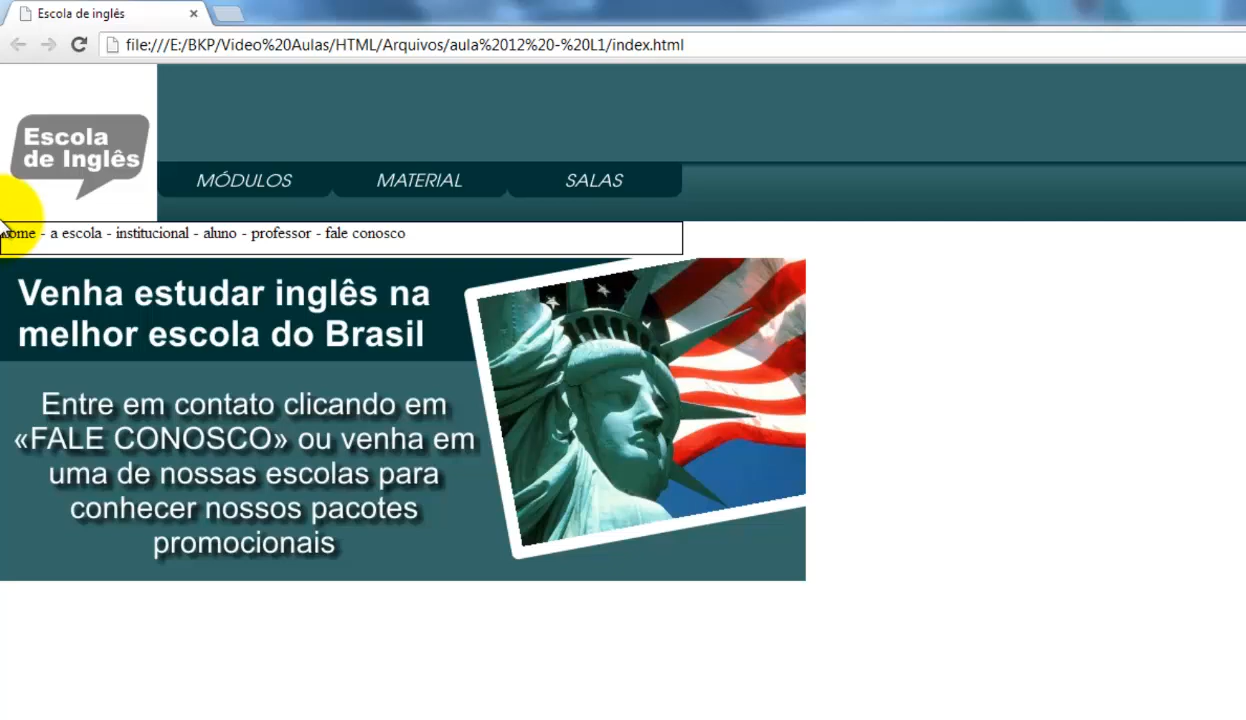 Escola de inglês
file:///E:/BKP/Video%20Aulas/HTML/Arquivos/aula%2012%20-%20L1/index.html
Escola
de Inglês
MÓDULOS MATERIAL SALAS
- a escola - institucional - aluno - professor - fale conosco
Venha estudar inglês na
melhor escola do Brasil
Entre em contato clicando em
«FALE CONOSCO» ou venha em
uma de nossas escolas para
conhecer nossos pacotes
promocionais